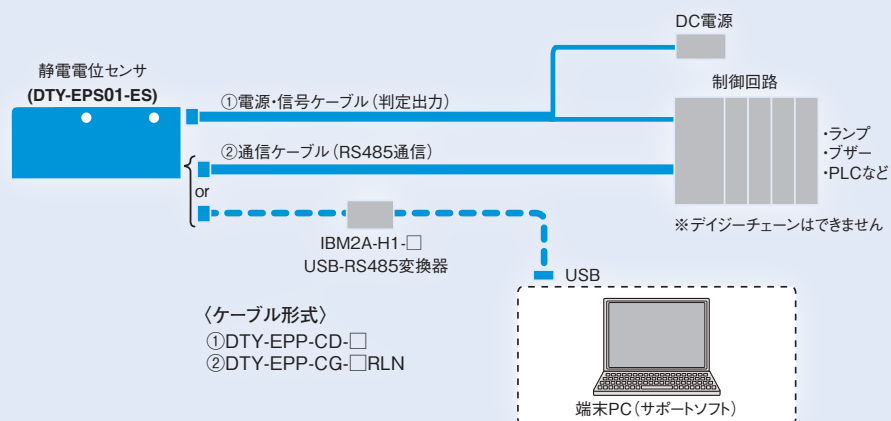 DC電源
静電電位センサ
(DTY-EPS01-ES)
制御回路
①電源・信号ケーブル(判定出力)
・ランプ
・ブザー
・PLCなど
②通信ケーブル(RS485通信)
or
※デイジーチェーンはできません
IBM2A-H1-□
USB-RS485変換器
USB
〈ケーブル形式〉
①DTY-EPP-CD-□
②DTY-EPP-CG-□RLN
端末PC(サポートソフト)